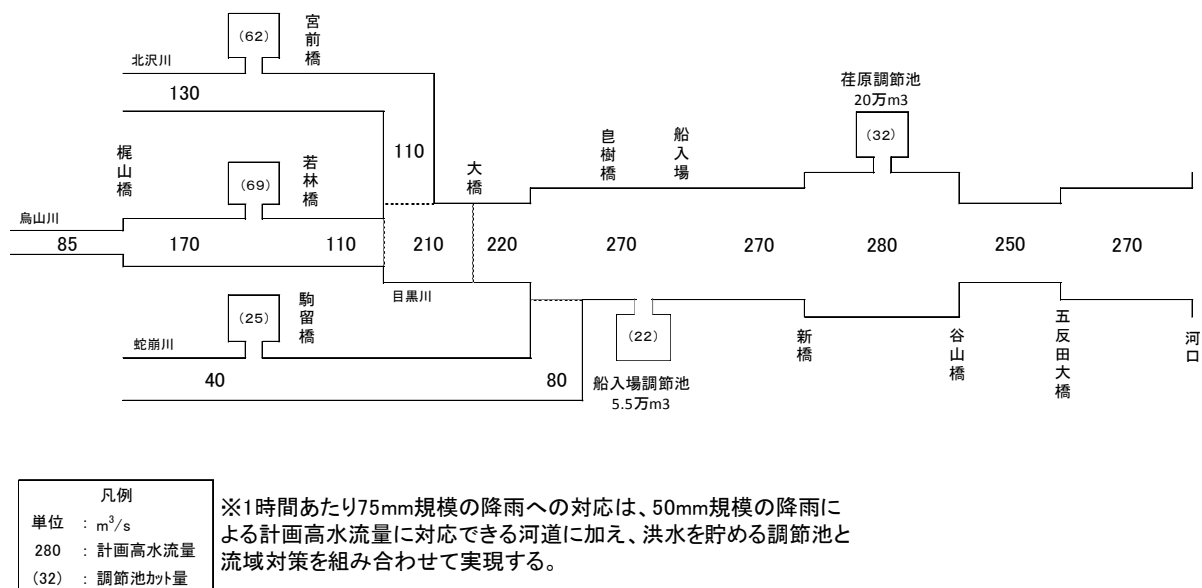 (62)
宮前橋
北沢川
130
荏原調節池
20万m3
(32)
梶山橋
(69)
若林橋
110
大橋
皀樹橋
船入場
烏山川
85
170
110
210
220
270
270
280
250
270
目黒川
(25)
駒留橋
蛇崩川
40
80
(22)
船入場調節池
5.5万m3
新橋
谷山橋
五反田大橋
河口
凡例
単位 : m³/s
280 : 計画高水流量
(32) : 調節池カット量
※1時間あたり75mm規模の降雨への対応は、50mm規模の降雨に
よる計画高水流量に対応できる河道に加え、洪水を貯める調節池と
流域対策を組み合わせて実現する。